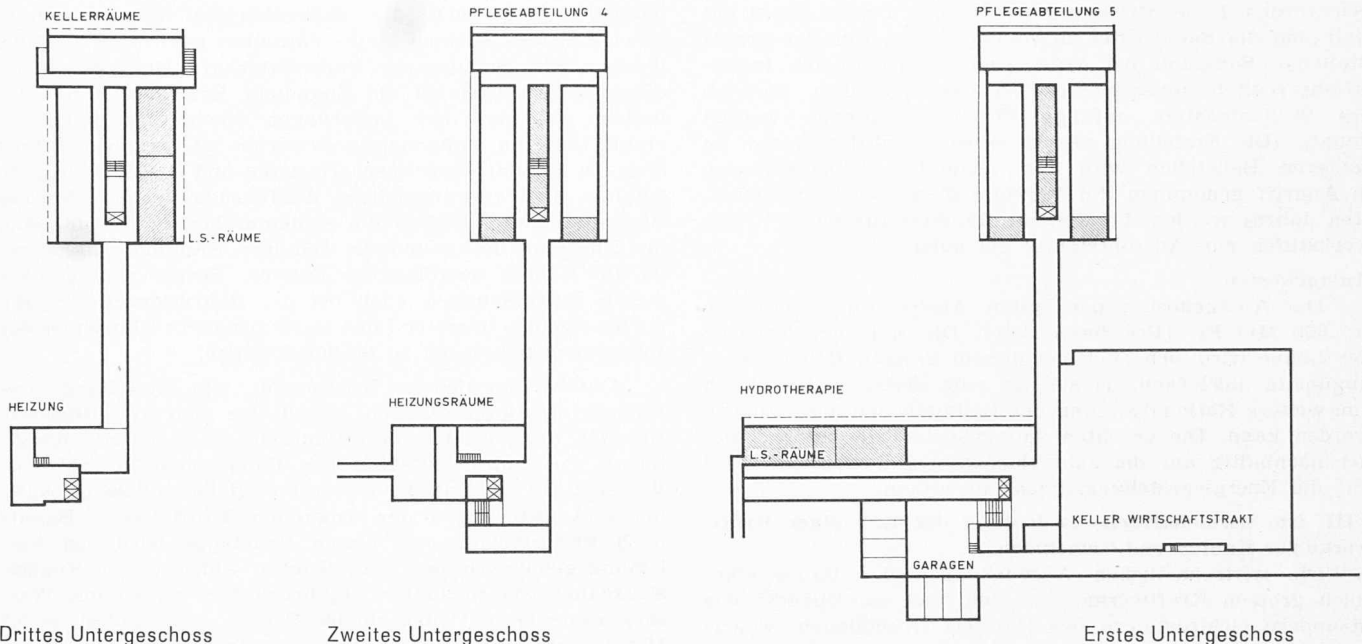 KELLERRÄUME
L.S.-RÄUME
HEIZUNG
Drittes Untergeschoss
PFLEGEABTEILUNG 4
HEIZUNGSRÄUME
Zweites Untergeschoss
PFLEGEABTEILUNG 5
HYDROTHERAPIE
L.S.-RÄUME
KELLER WIRTSCHAFTSTRAKT
GARAGEN
Erstes Untergeschoss